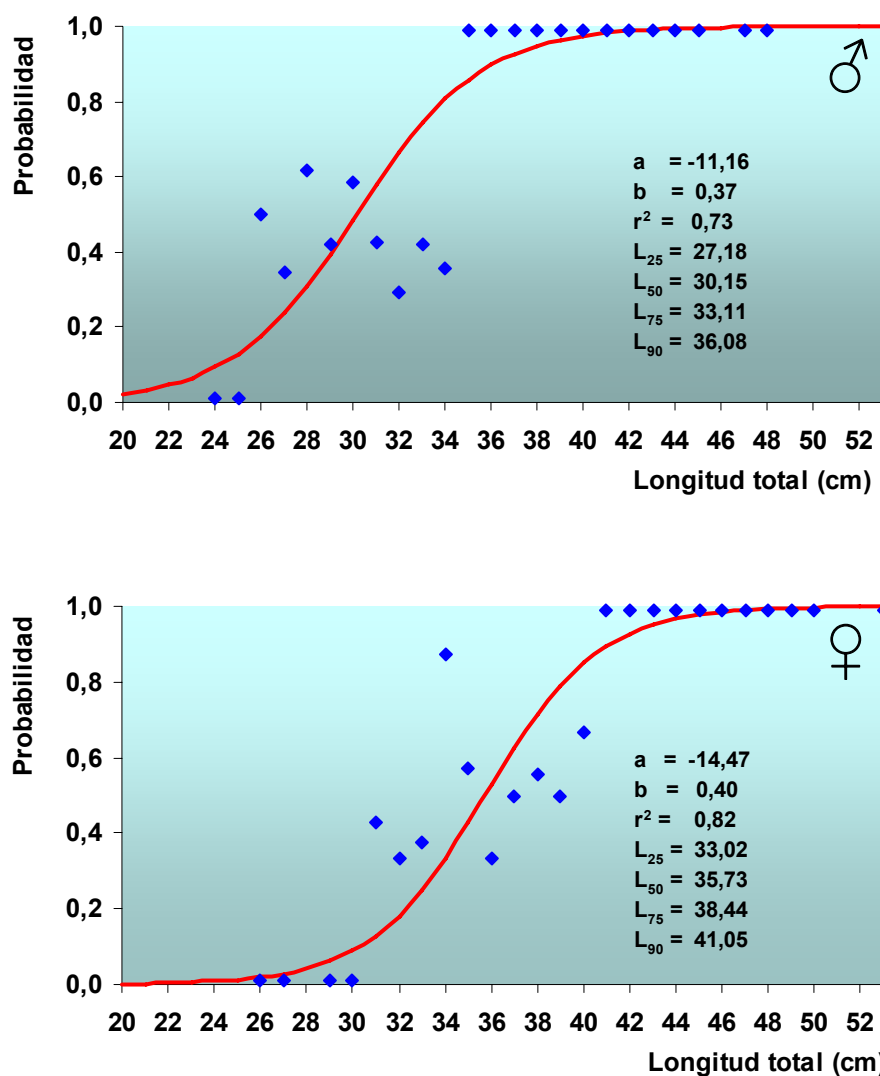 Probabilidad
1,0
0,8
0,6
0,4
0,2
0,0
♂
a = -11,16
b = 0,37
r² = 0,73
L₂₅ = 27,18
L₅₀ = 30,15
L₇₅ = 33,11
L₉₀ = 36,08
20 22 24 26 28 30 32 34 36 38 40 42 44 46 48 50 52
Longitud total (cm)
Probabilidad
1,0
0,8
0,6
0,4
0,2
0,0
♀
a = -14,47
b = 0,40
r² = 0,82
L₂₅ = 33,02
L₅₀ = 35,73
L₇₅ = 38,44
L₉₀ = 41,05
20 22 24 26 28 30 32 34 36 38 40 42 44 46 48 50 52
Longitud total (cm)